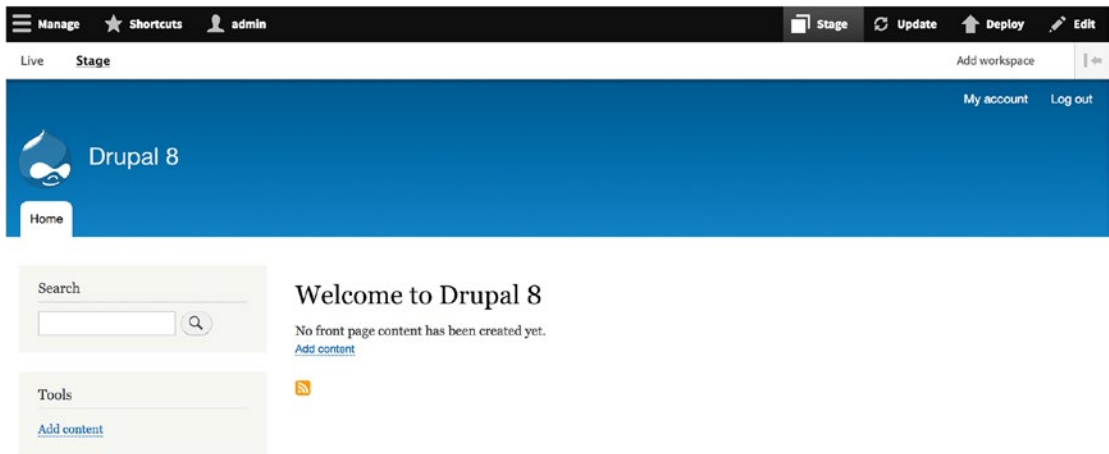 Manage Shortcuts admin Stage Update Deploy Edit
Live Stage Add workspace
My account Log out
Drupal 8
Home
Search
Welcome to Drupal 8
No front page content has been created yet.
Add content
Tools
Add content